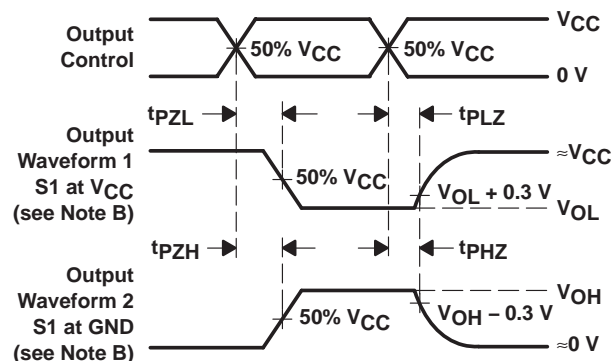 Output
Control
50% VCC
50% VCC
VCC
0 V
tPZL
tPLZ
Output
Waveform 1
S1 at VCC
(see Note B)
50% VCC
≈VCC
VOL + 0.3 V
VOL
tPZH
tPHZ
Output
Waveform 2
S1 at GND
(see Note B)
50% VCC
VOH
VOH − 0.3 V
≈0 V